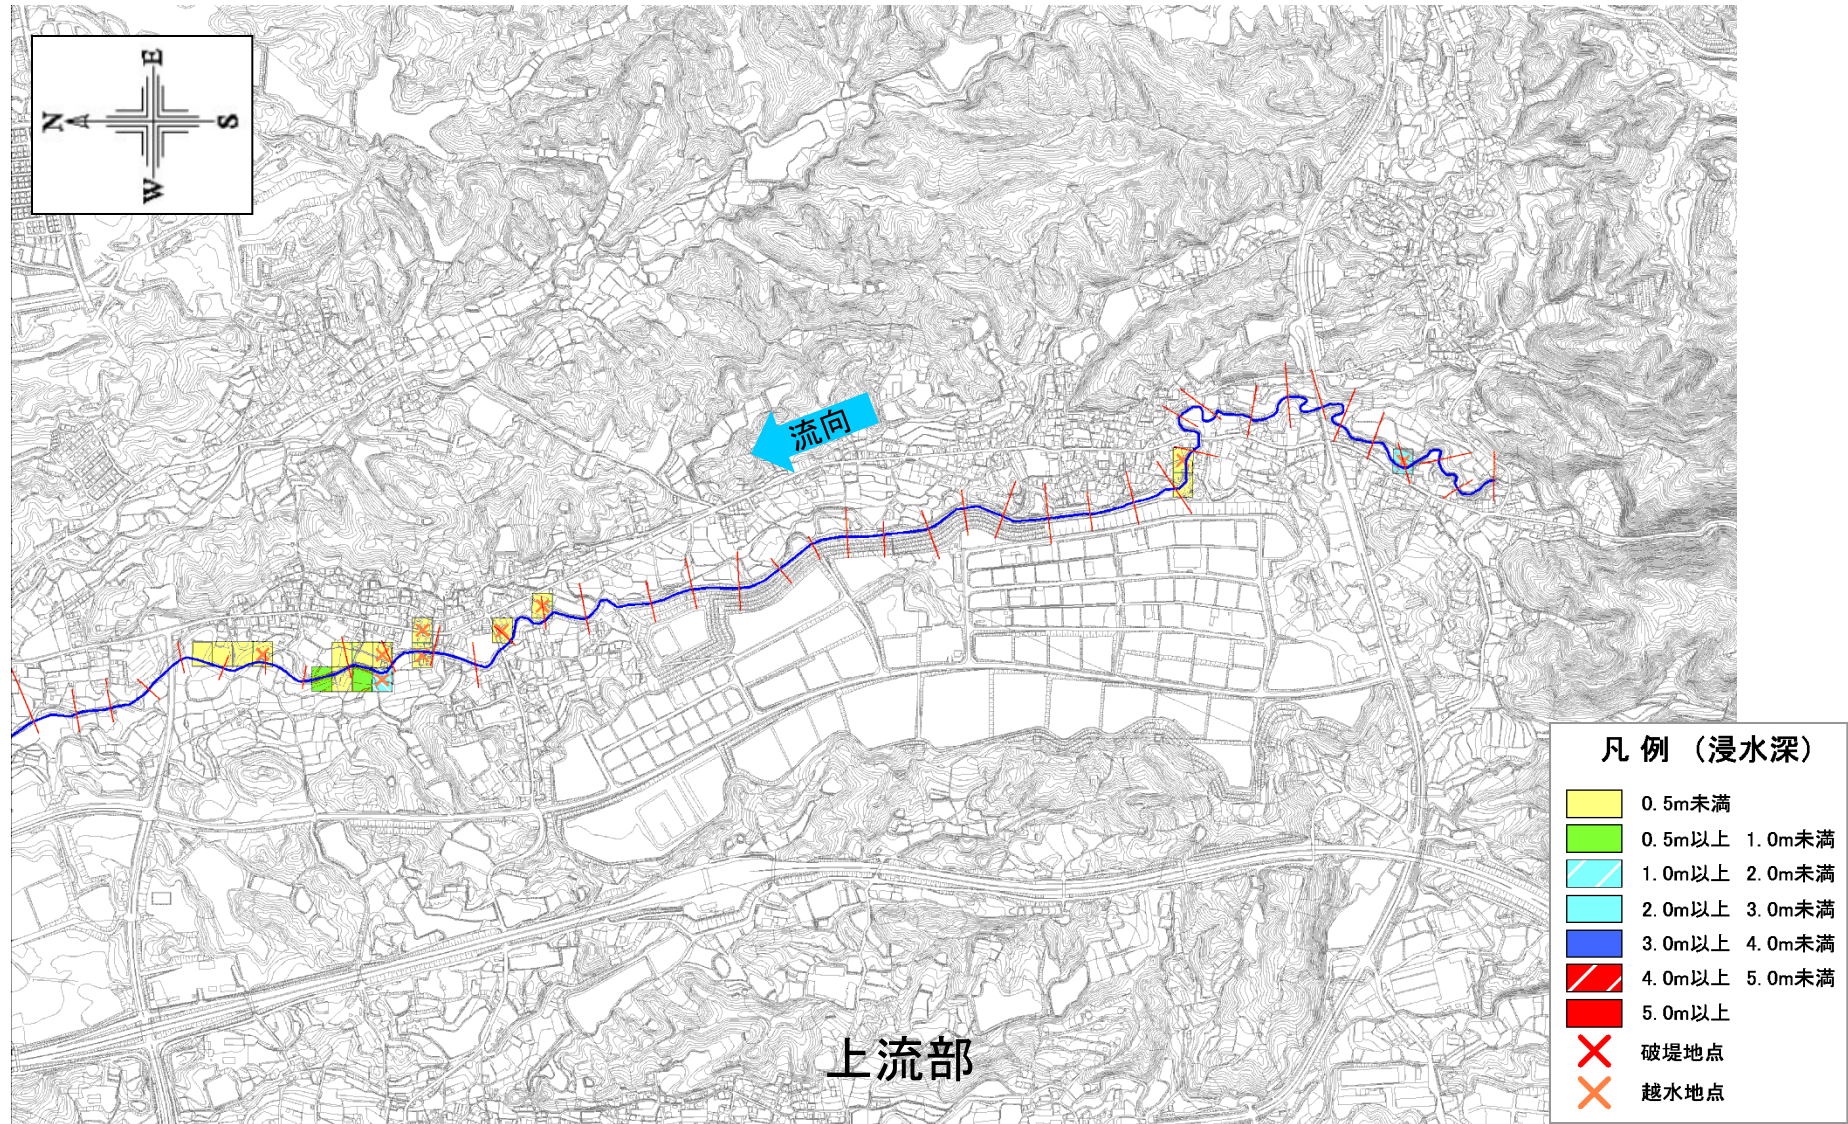 E
N
S
W
流向
上流部
凡 例 （浸水深）
0.5m未満
0.5m以上 1.0m未満
1.0m以上 2.0m未満
2.0m以上 3.0m未満
3.0m以上 4.0m未満
4.0m以上 5.0m未満
5.0m以上
破堤地点
越水地点